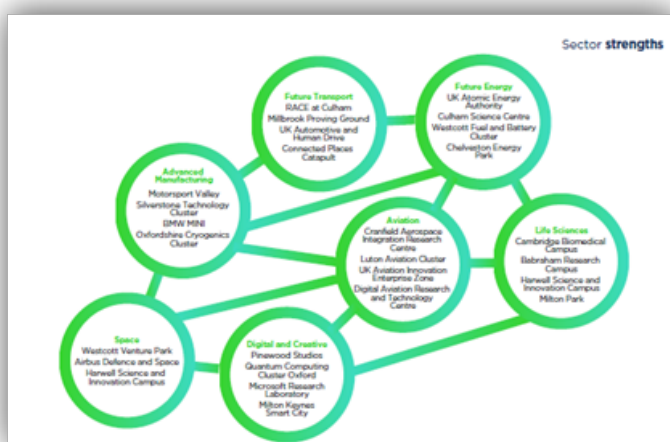 Sector strengths
Future Transport
RACE at Culham
Millbrook Proving Ground
UK Automotive and
Human Drive
Connected Places
Catapult
Future Energy
UK Atomic Energy
Authority
Culham Science Centre
Westcott Fuel and Battery
Cluster
Chelveston Energy
Park
Advanced
Manufacturing
Motorsport Valley
Silverstone Technology
Cluster
BMW MINI
Oxfordshire Cryogenics
Cluster
Aviation
Cranfield Aerospace
Integration Research
Centre
Luton Aviation Cluster
UK Aviation Innovation
Enterprise Zone
Digital Aviation Research
and Technology
Centre
Life Sciences
Cambridge Biomedical
Campus
Babraham Research
Campus
Harwell Science and
Innovation Campus
Milton Park
Space
Westcott Venture Park
Airbus Defence and Space
Harwell Science and
Innovation Campus
Digital and Creative
Pinewood Studios
Quantum Computing
Cluster Oxford
Microsoft Research
Laboratory
Milton Keynes
Smart City